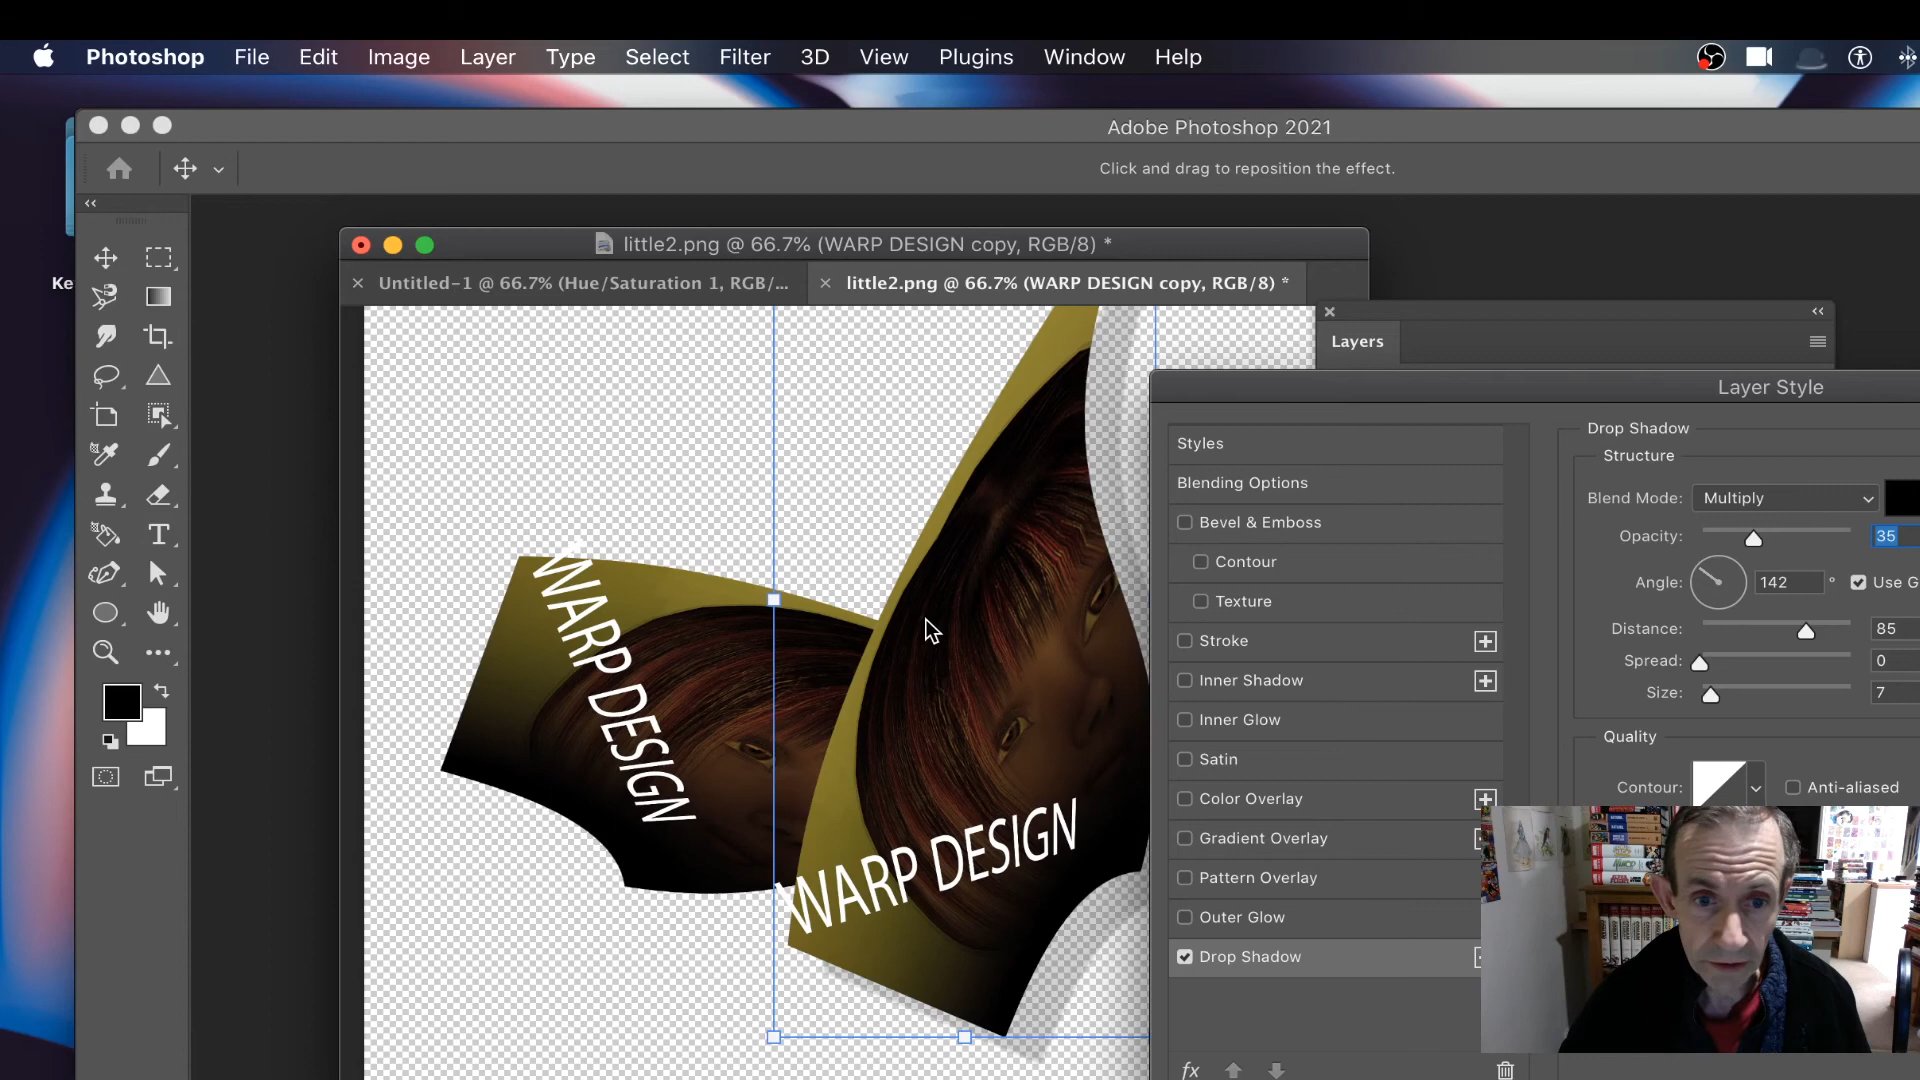 Photoshop File Edit Image Layer Type Select Filter 3D View Plugins Window Help
Adobe Photoshop 2021
Click and drag to reposition the effect.
little2.png @ 66.7% (WARP DESIGN copy, RGB/8) *
Ke
Untitled-1 @ 66.7% (Hue/Saturation 1, RGB/...
little2.png @ 66.7% (WARP DESIGN copy, RGB/8) *
Layers
Layer Style
Styles
Blending Options
Bevel & Emboss
Contour
Texture
Stroke
Inner Shadow
Inner Glow
Satin
Color Overlay
Gradient Overlay
Pattern Overlay
Outer Glow
Drop Shadow
fx
Drop Shadow
Structure
Blend Mode: Multiply
Opacity: 35
Angle: 142 ° Use G
Distance: 85
Spread: 0
Size: 7
Quality
Contour: Anti-aliased
WARP DESIGN
WARP DESIGN